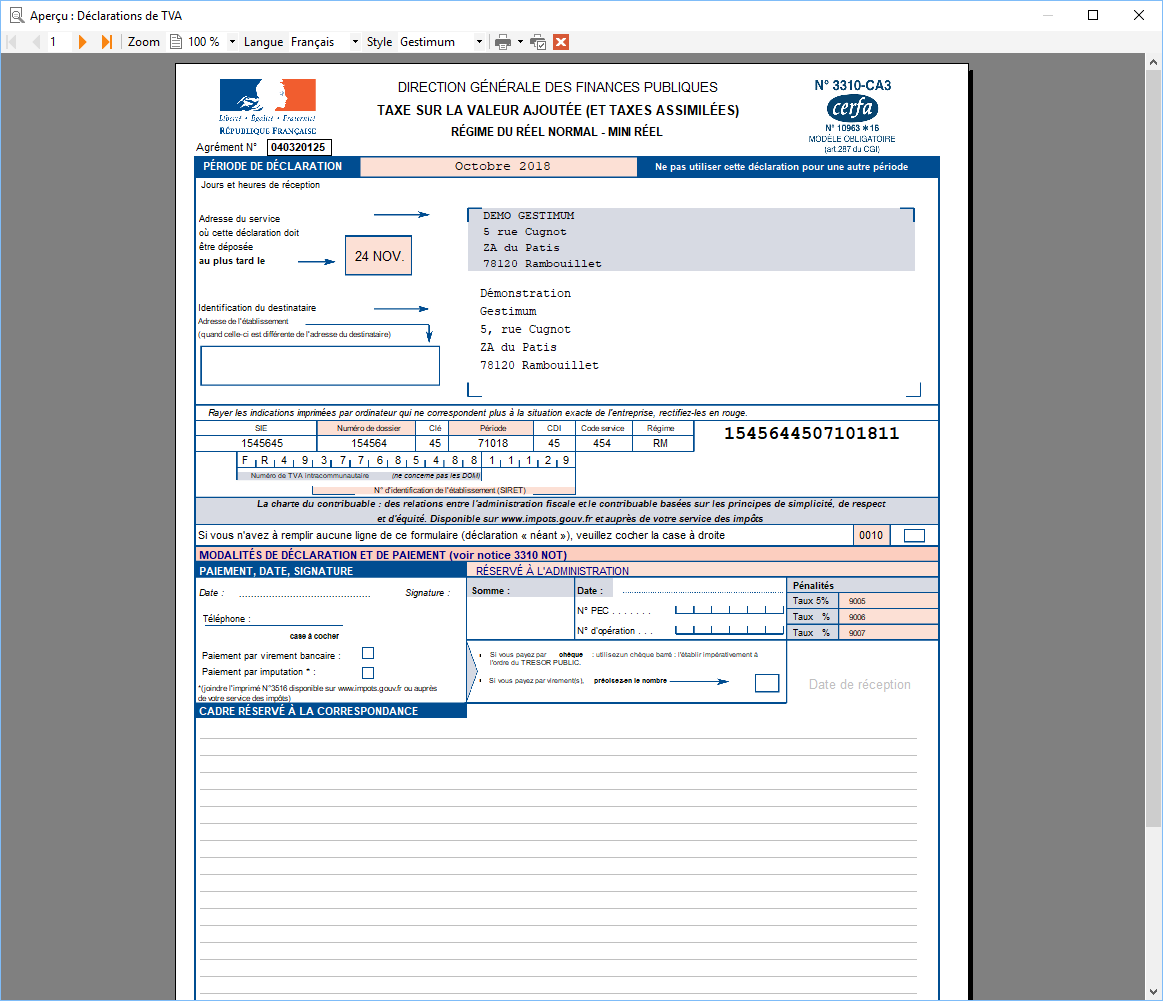 Aperçu : Déclarations de TVA
1 Zoom 100 % Langue Français Style Gestimum
Liberté • Égalité • Fraternité
RÉPUBLIQUE FRANÇAISE
DIRECTION GÉNÉRALE DES FINANCES PUBLIQUES
TAXE SUR LA VALEUR AJOUTÉE (ET TAXES ASSIMILÉES)
RÉGIME DU RÉEL NORMAL - MINI RÉEL
N° 3310-CA3
cerfa
N° 10963 ∗ 16
MODÈLE OBLIGATOIRE
(art.287 du CGI)
Agrément N° 040320125
PÉRIODE DE DÉCLARATION Octobre 2018 Ne pas utiliser cette déclaration pour une autre période
Jours et heures de réception
Adresse du service
où cette déclaration doit
être déposée
au plus tard le
24 NOV.
DEMO GESTIMUM
5 rue Cugnot
ZA du Patis
78120 Rambouillet
Identification du destinataire
Adresse de l'établissement
(quand celle-ci est différente de l'adresse du destinataire)
Démonstration
Gestimum
5, rue Cugnot
ZA du Patis
78120 Rambouillet
Rayer les indications imprimées par ordinateur qui ne correspondent plus à la situation exacte de l'entreprise, rectifiez-les en rouge.
SIE Numéro de dossier Clé Période CDI Code service Régime
1545645 154564 45 71018 45 454 RM
1545644507101811
F R 4 9 3 7 7 6 8 5 4 8 8 1 1 1 2 9
Numéro de TVA intracommunautaire (ne concerne pas les DOM)
N° d'identification de l'établissement (SIRET)
La charte du contribuable : des relations entre l'administration fiscale et le contribuable basées sur les principes de simplicité, de respect
et d'équité. Disponible sur www.impots.gouv.fr et auprès de votre service des impôts
Si vous n'avez à remplir aucune ligne de ce formulaire (déclaration « néant »), veuillez cocher la case à droite 0010
MODALITÉS DE DÉCLARATION ET DE PAIEMENT (voir notice 3310 NOT)
PAIEMENT, DATE, SIGNATURE RÉSERVÉ À L'ADMINISTRATION
Date : Signature :
Téléphone :
case à cocher
Paiement par virement bancaire :
Paiement par imputation * :
*(joindre l'imprimé N°3516 disponible sur www.impots.gouv.fr ou auprès
de votre service des impôts)
Somme :
Date :
N° PEC . . . . . . .
N° d'opération . . .
Pénalités
Taux 5% 9005
Taux % 9006
Taux % 9007
Si vous payez par chèque : utilisezun chèque barré : l'établir impérativement à
l'ordre du TRESOR PUBLIC.
Si vous payez par virement(s), précisez-en le nombre
Date de réception
CADRE RÉSERVÉ À LA CORRESPONDANCE